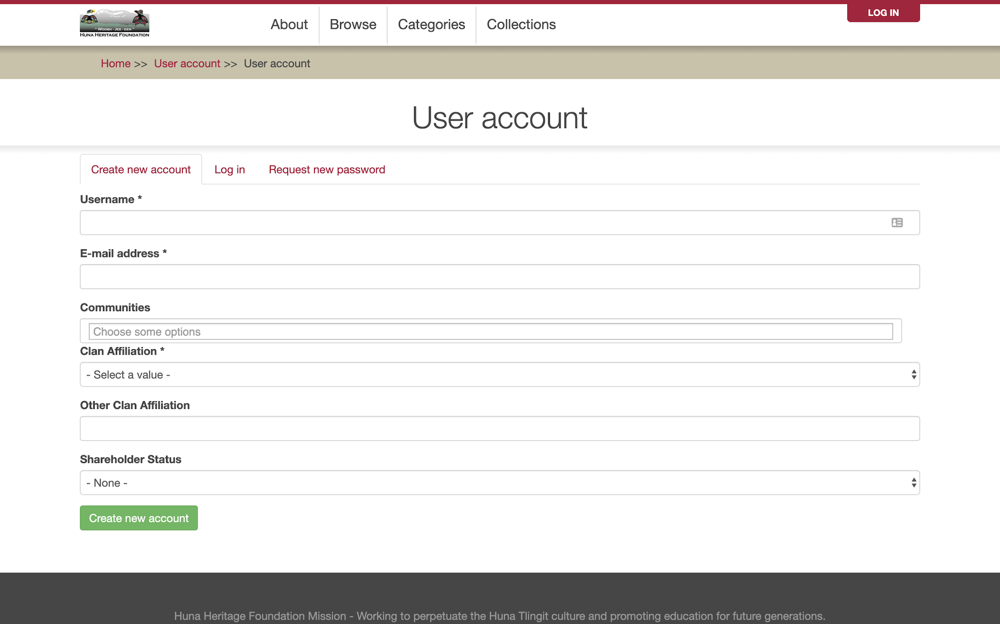 LOG IN
"Woosh-Jee-een"
Huna Heritage Foundation
About Browse Categories Collections
Home >> User account >> User account
User account
Create new account Log in Request new password
Username *
E-mail address *
Communities
Choose some options
Clan Affiliation *
- Select a value -
Other Clan Affiliation
Shareholder Status
- None -
Create new account
Huna Heritage Foundation Mission - Working to perpetuate the Huna Tlingit culture and promoting education for future generations.